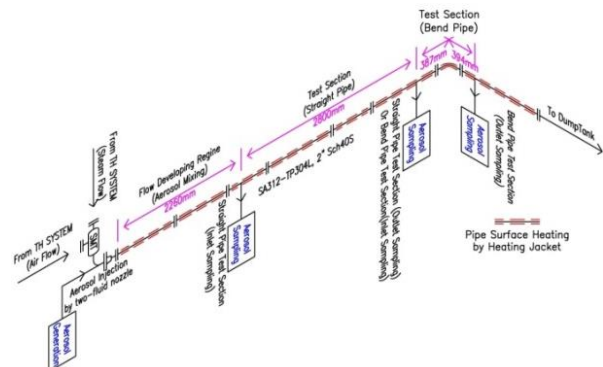 Test Section
(Bend Pipe)
387mm
394mm
Test Section
(Straight Pipe)
2800mm
To DumpTank
Flow Developing Regime
(Aerosol Mixing)
2260mm
SA312-TP304L, 2" Sch40S
Aerosol
Sampling
Aerosol
Sampling
Bend Pipe Test Section
(Outlet Sampling)
From TH SYSTEM
(Steam Flow)
Straight Pipe Test Section (Outlet Sampling)
Or Bend Pipe Test Section(Inlet Sampling)
Aerosol
Sampling
Straight Pipe Test Section
(Inlet Sampling)
Pipe Surface Heating
by Heating Jacket
SMX
From TH SYSTEM
(Air Flow)
Aerosol Injection
by two-fluid nozzle
Aerosol
Generation